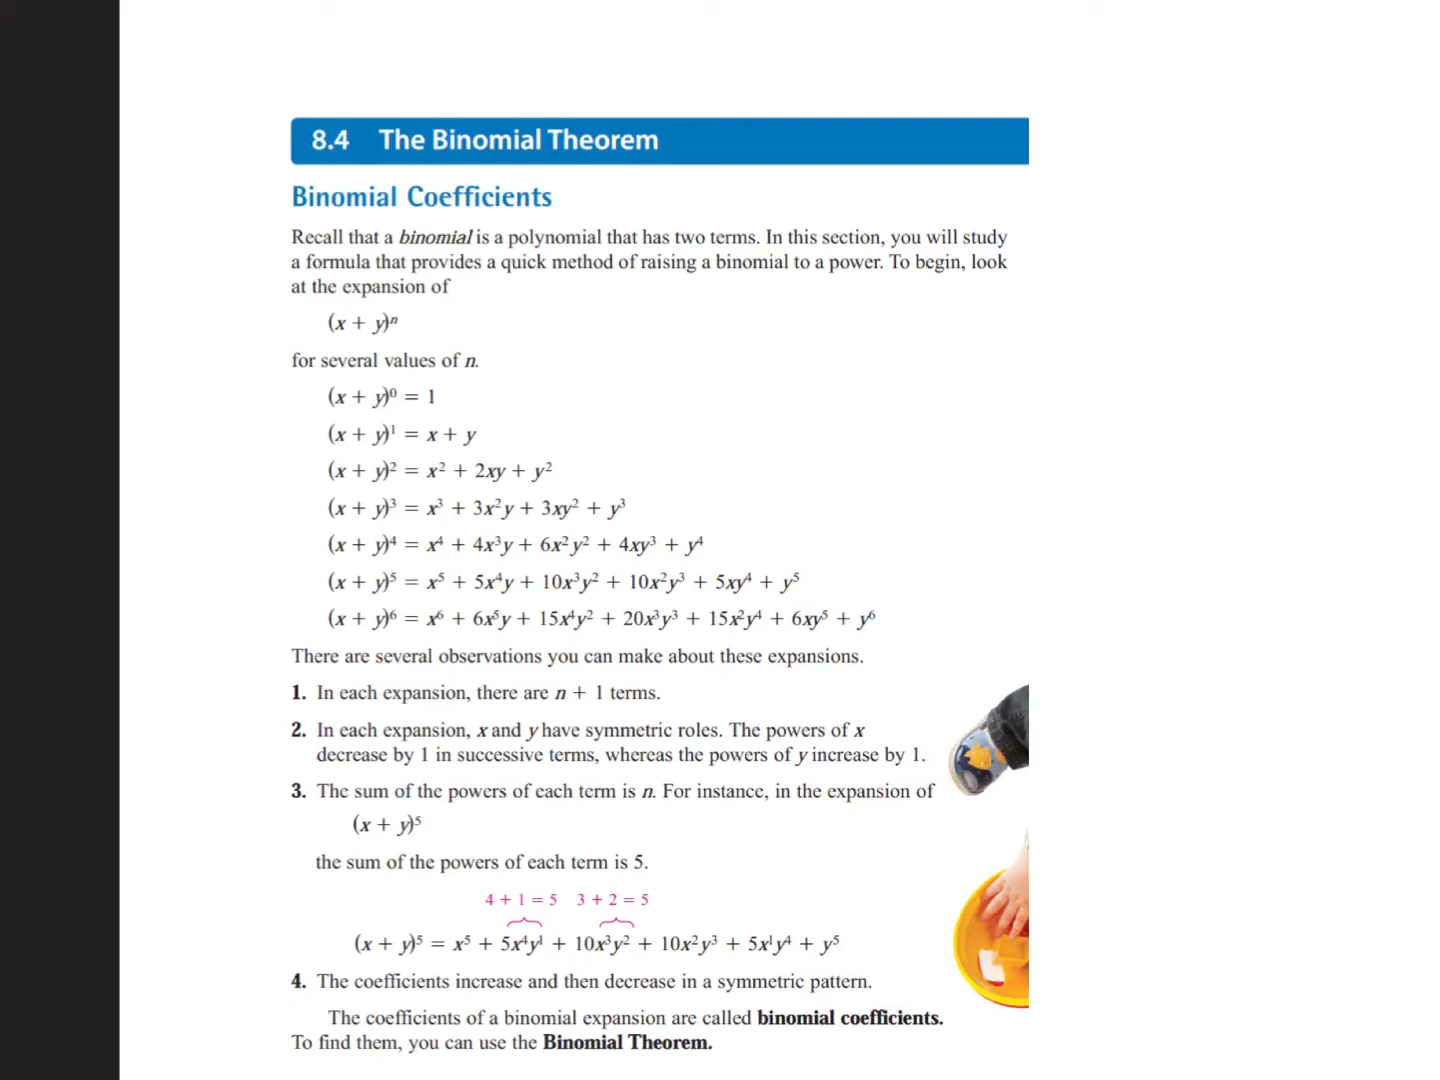 8.4 The Binomial Theorem
Binomial Coefficients
Recall that a binomial is a polynomial that has two terms. In this section, you will study
a formula that provides a quick method of raising a binomial to a power. To begin, look
at the expansion of
(x + y)ⁿ
for several values of n.
(x + y)⁰ = 1
(x + y)¹ = x + y
(x + y)² = x² + 2xy + y²
(x + y)³ = x³ + 3x²y + 3xy² + y³
(x + y)⁴ = x⁴ + 4x³y + 6x²y² + 4xy³ + y⁴
(x + y)⁵ = x⁵ + 5x⁴y + 10x³y² + 10x²y³ + 5xy⁴ + y⁵
(x + y)⁶ = x⁶ + 6x⁵y + 15x⁴y² + 20x³y³ + 15x²y⁴ + 6xy⁵ + y⁶
There are several observations you can make about these expansions.
1. In each expansion, there are n + 1 terms.
2. In each expansion, x and y have symmetric roles. The powers of x
decrease by 1 in successive terms, whereas the powers of y increase by 1.
3. The sum of the powers of each term is n. For instance, in the expansion of
(x + y)⁵
the sum of the powers of each term is 5.
4 + 1 = 5 3 + 2 = 5
(x + y)⁵ = x⁵ + 5x⁴y¹ + 10x³y² + 10x²y³ + 5x¹y⁴ + y⁵
4. The coefficients increase and then decrease in a symmetric pattern.
The coefficients of a binomial expansion are called binomial coefficients.
To find them, you can use the Binomial Theorem.